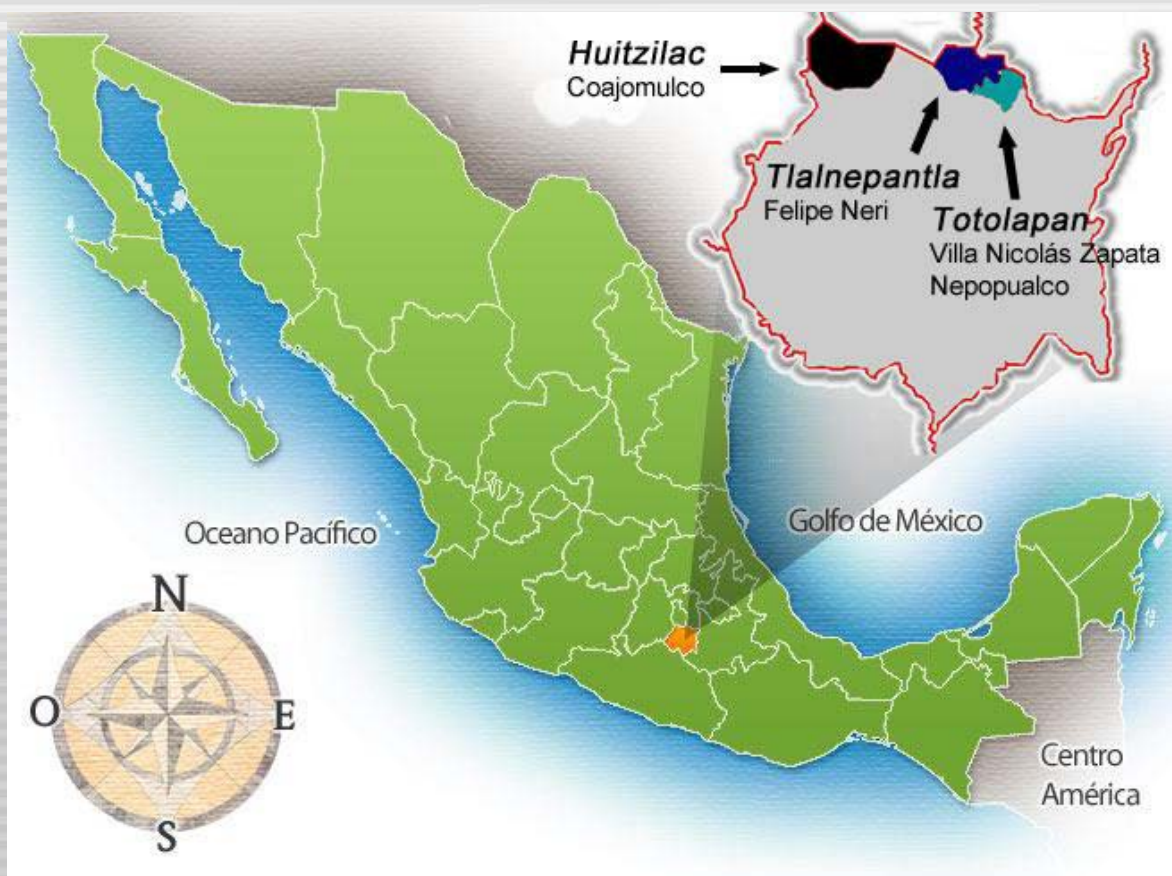 Huitzilac
Coajomulco
Tlalnepantla
Felipe Neri
Totolapan
Villa Nicolás Zapata
Nepopualco
Oceano Pacífico
Golfo de México
N
O
E
S
Centro
América